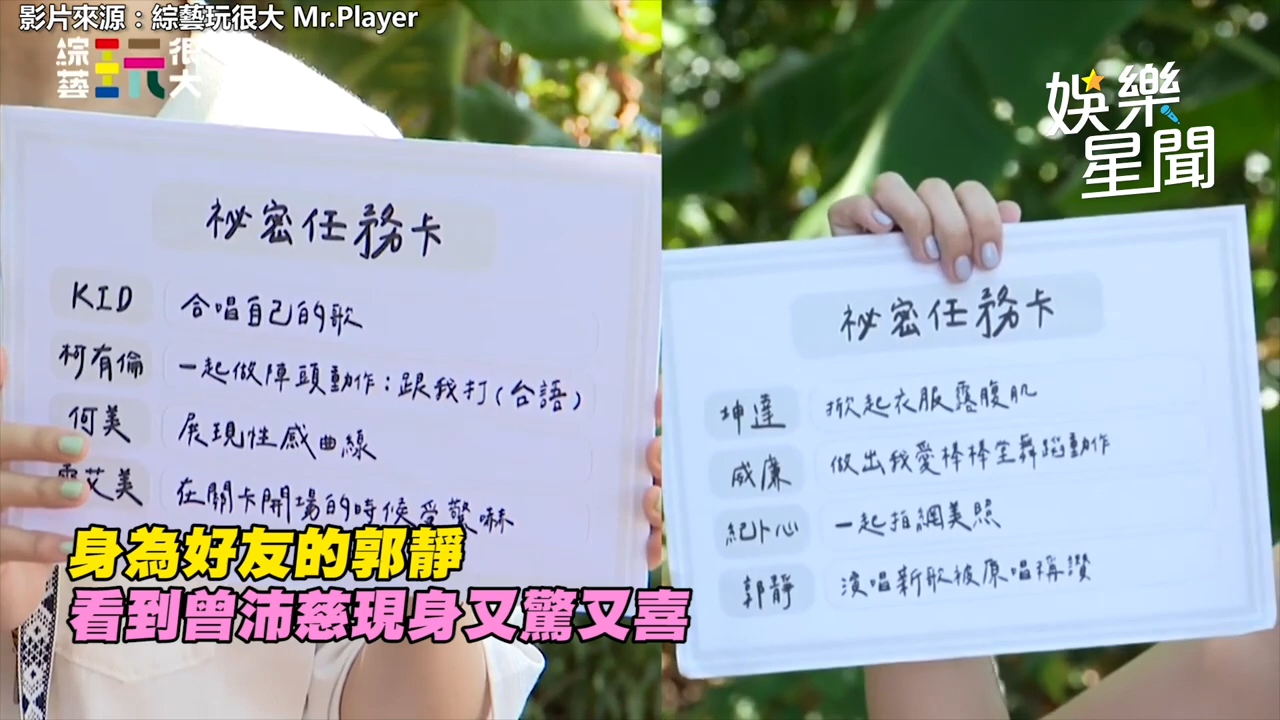 影片來源：綜藝玩很大 Mr.Player
綜藝玩很大
娛樂星聞
祕密任務卡
KID 合唱自己的歌
柯有倫 一起做陣頭動作：跟我打(台語)
何美 展現性感曲線
艾美 在關卡開場的時候受驚嚇
祕密任務卡
坤達 掀起衣服露腹肌
威廉 做出我愛棒棒堂舞蹈動作
紀卜心 一起拍網美照
郭靜 演唱新歌被原唱稱讚
身為好友的郭靜
看到曾沛慈現身又驚又喜